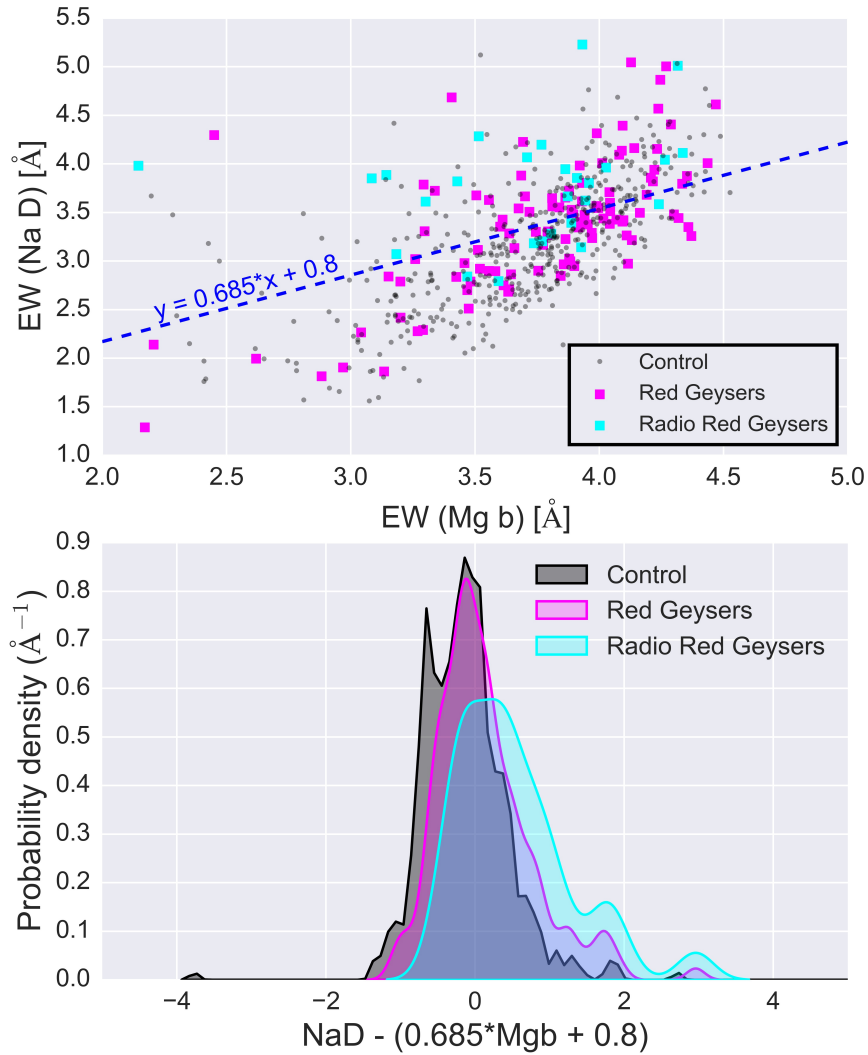 5.5
5.0
4.5
4.0
3.5
3.0
2.5
2.0
1.5
1.0
EW (Na D) [Å]
y = 0.685*x + 0.8
Control
Red Geysers
Radio Red Geysers
2.0 2.5 3.0 3.5 4.0 4.5 5.0
EW (Mg b) [Å]
0.9
0.8
0.7
0.6
0.5
0.4
0.3
0.2
0.1
0.0
Probability density (Å⁻¹)
Control
Red Geysers
Radio Red Geysers
−4 −2 0 2 4
NaD - (0.685*Mgb + 0.8)